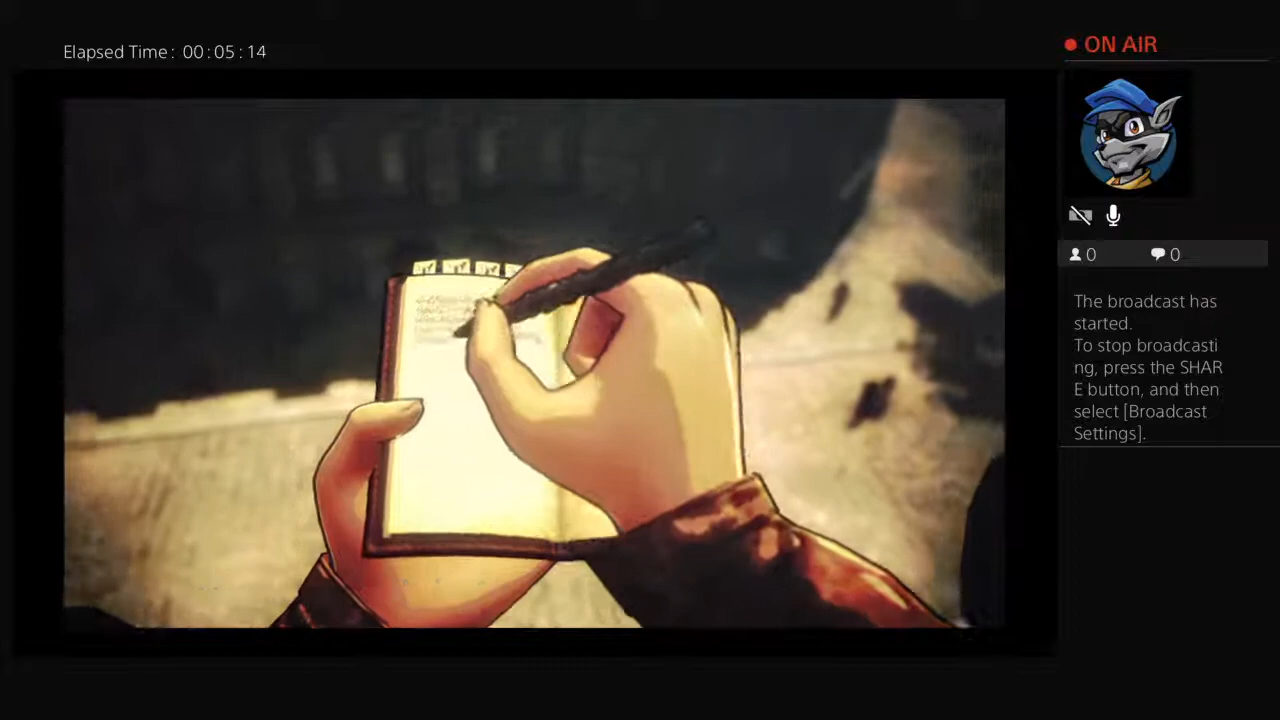 Elapsed Time: 00:05:14
ON AIR
0
0
The broadcast has
started.
To stop broadcasti
ng, press the SHAR
E button, and then
select [Broadcast
Settings].